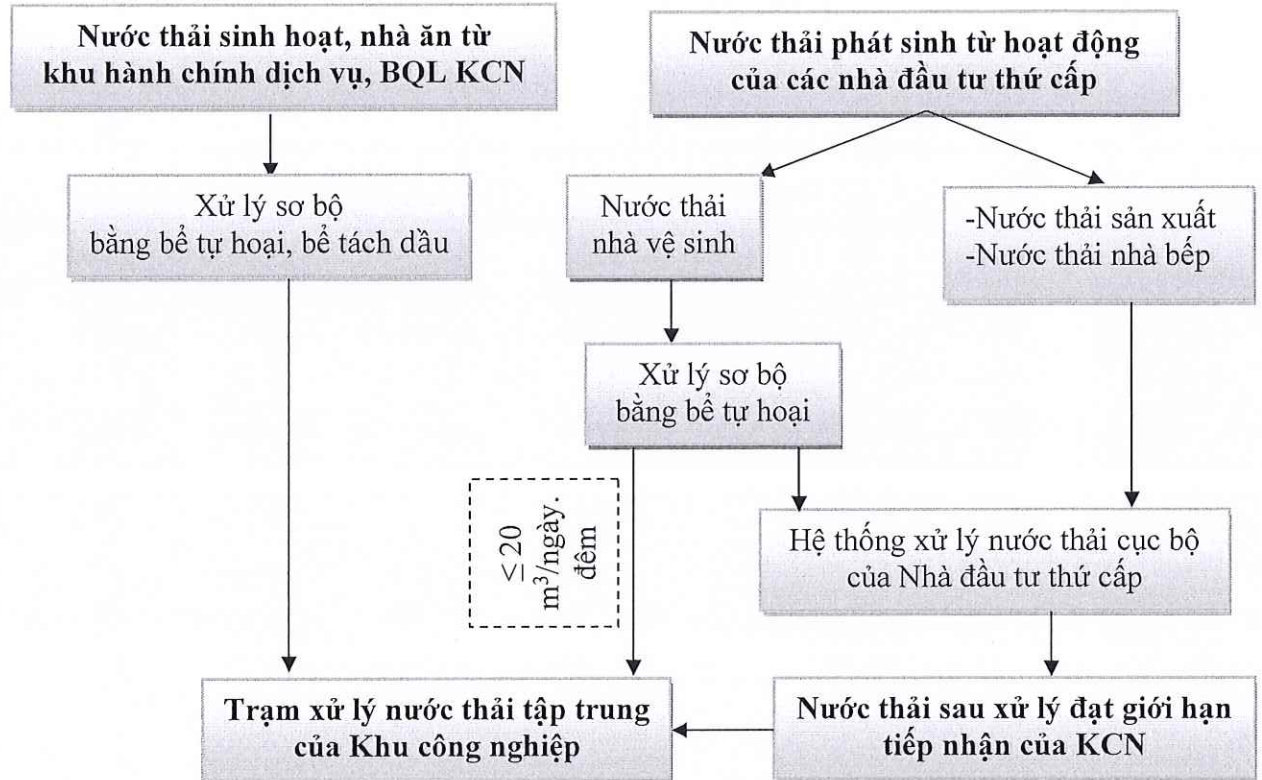 Nước thải sinh hoạt, nhà ăn từ
khu hành chính dịch vụ, BQL KCN
Nước thải phát sinh từ hoạt động
của các nhà đầu tư thứ cấp
Xử lý sơ bộ
bằng bể tự hoại, bể tách dầu
Nước thải
nhà vệ sinh
-Nước thải sản xuất
-Nước thải nhà bếp
Xử lý sơ bộ
bằng bể tự hoại
≤ 20
m³/ngày.
đêm
Hệ thống xử lý nước thải cục bộ
của Nhà đầu tư thứ cấp
Trạm xử lý nước thải tập trung
của Khu công nghiệp
Nước thải sau xử lý đạt giới hạn
tiếp nhận của KCN